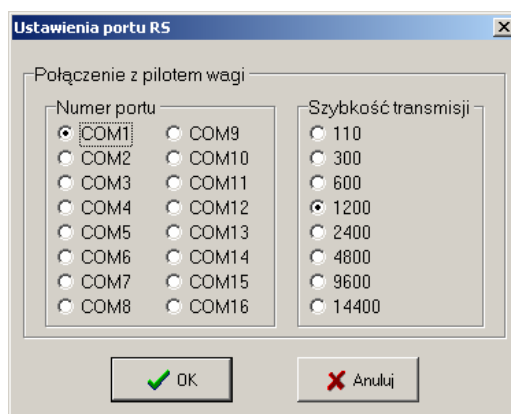 Ustawienia portu RS
Połączenie z pilotem wagi
Numer portu
COM1
COM2
COM3
COM4
COM5
COM6
COM7
COM8
COM9
COM10
COM11
COM12
COM13
COM14
COM15
COM16
Szybkość transmisji
110
300
600
1200
2400
4800
9600
14400
OK
Anuluj